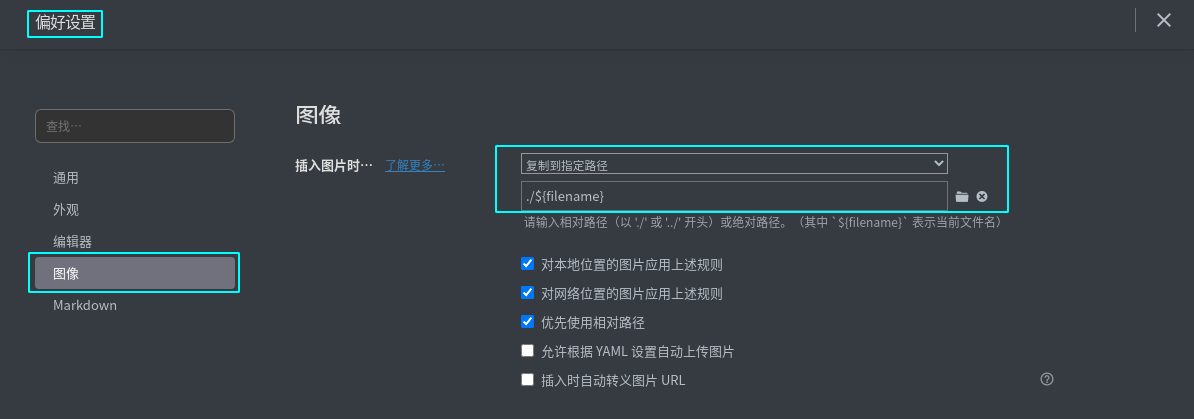 偏好设置
查找…
通用
外观
编辑器
图像
Markdown
图像
插入图片时… 了解更多…
复制到指定路径
./${filename}
请输入相对路径（以 './' 或 '../' 开头）或绝对路径。（其中 `${filename}` 表示当前文件名）
对本地位置的图片应用上述规则
对网络位置的图片应用上述规则
优先使用相对路径
允许根据 YAML 设置自动上传图片
插入时自动转义图片 URL